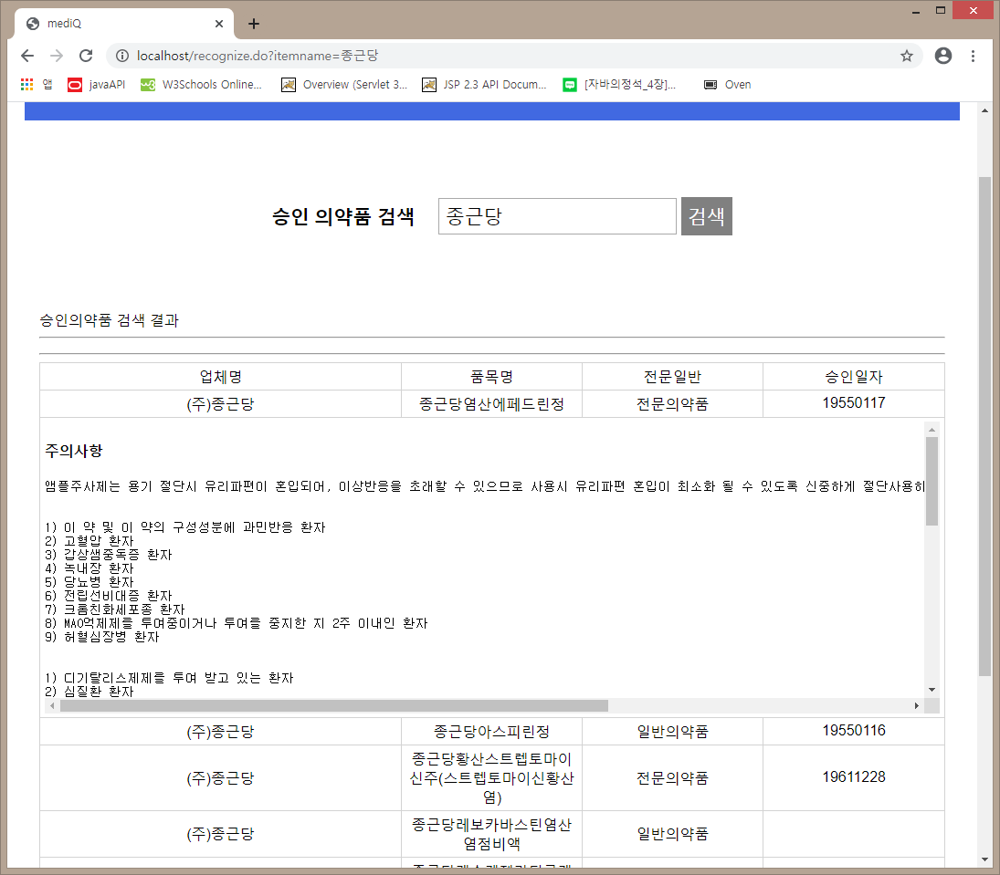 mediQ
localhost/recognize.do?itemname=종근당
앱 javaAPI W3Schools Online... Overview (Servlet 3... JSP 2.3 API Docum... [자바의정석_4장]... Oven
승인 의약품 검색 종근당 검색
승인의약품 검색 결과
업체명 품목명 전문일반 승인일자
(주)종근당 종근당염산에페드린정 전문의약품 19550117
주의사항
앰플주사제는 용기 절단시 유리파편이 혼입되어, 이상반응을 초래할 수 있으므로 사용시 유리파편 혼입이 최소화 될 수 있도록 신중하게 절단사용하
1) 이 약 및 이 약의 구성성분에 과민반응 환자
2) 고혈압 환자
3) 갑상샘중독증 환자
4) 녹내장 환자
5) 당뇨병 환자
6) 전립선비대증 환자
7) 크롬친화세포종 환자
8) MAO억제제를 투여중이거나 투여를 중지한 지 2주 이내인 환자
9) 허혈심장병 환자
1) 디기탈리스제제를 투여 받고 있는 환자
2) 심질환 환자
(주)종근당 종근당아스피린정 일반의약품 19550116
(주)종근당 종근당황산스트렙토마이
신주(스트렙토마이신황산
염) 전문의약품 19611228
(주)종근당 종근당레보카바스틴염산
염점비액 일반의약품